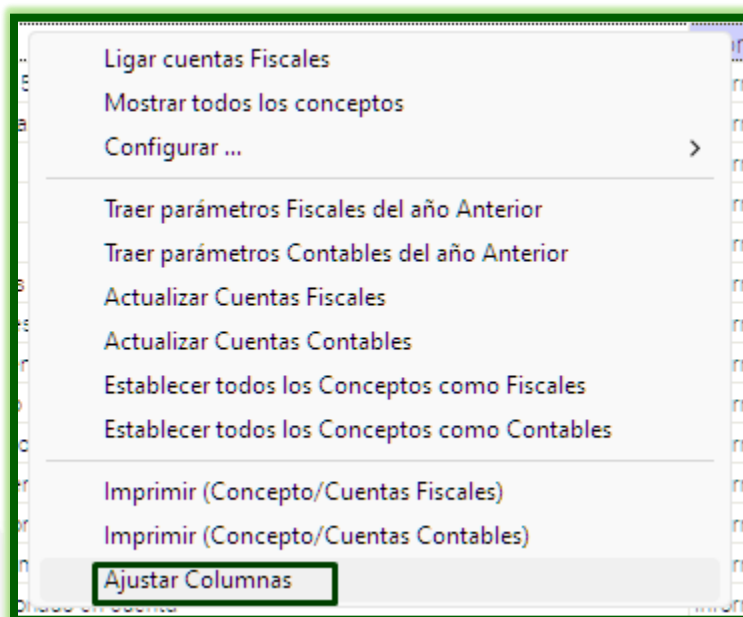 Ligar cuentas Fiscales
Mostrar todos los conceptos
Configurar ...
Traer parámetros Fiscales del año Anterior
Traer parámetros Contables del año Anterior
Actualizar Cuentas Fiscales
Actualizar Cuentas Contables
Establecer todos los Conceptos como Fiscales
Establecer todos los Conceptos como Contables
Imprimir (Concepto/Cuentas Fiscales)
Imprimir (Concepto/Cuentas Contables)
Ajustar Columnas